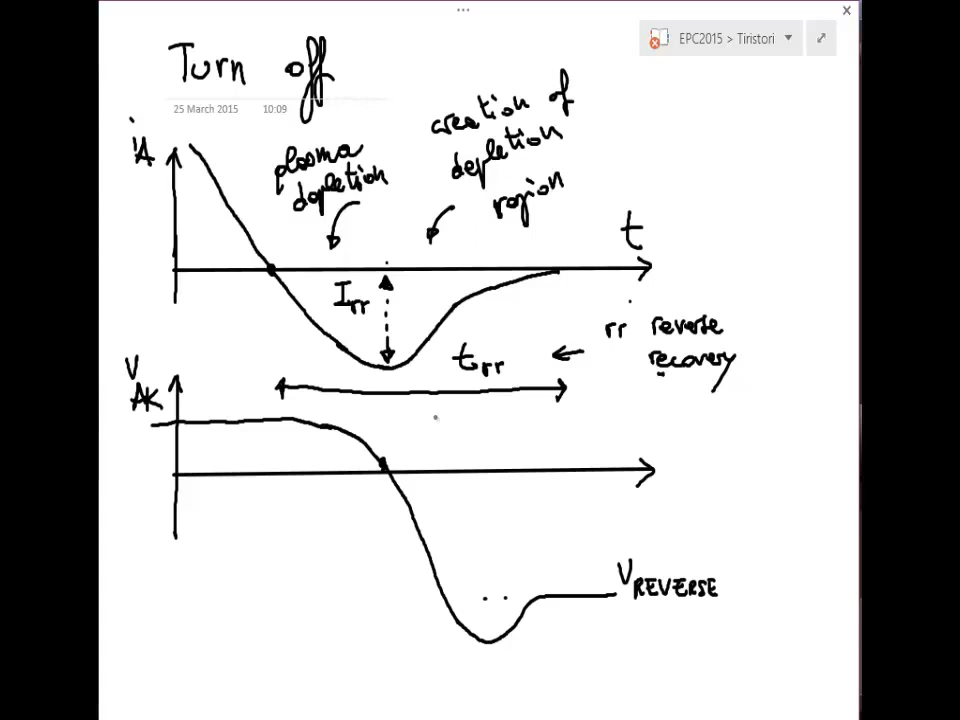 EPC2015 > Tiristori
Turn off
25 March 2015 10:09
iA
plasma
depletion
creation of
depletion
region
t
Irr
rr reverse
recovery
trr
VAK
VREVERSE